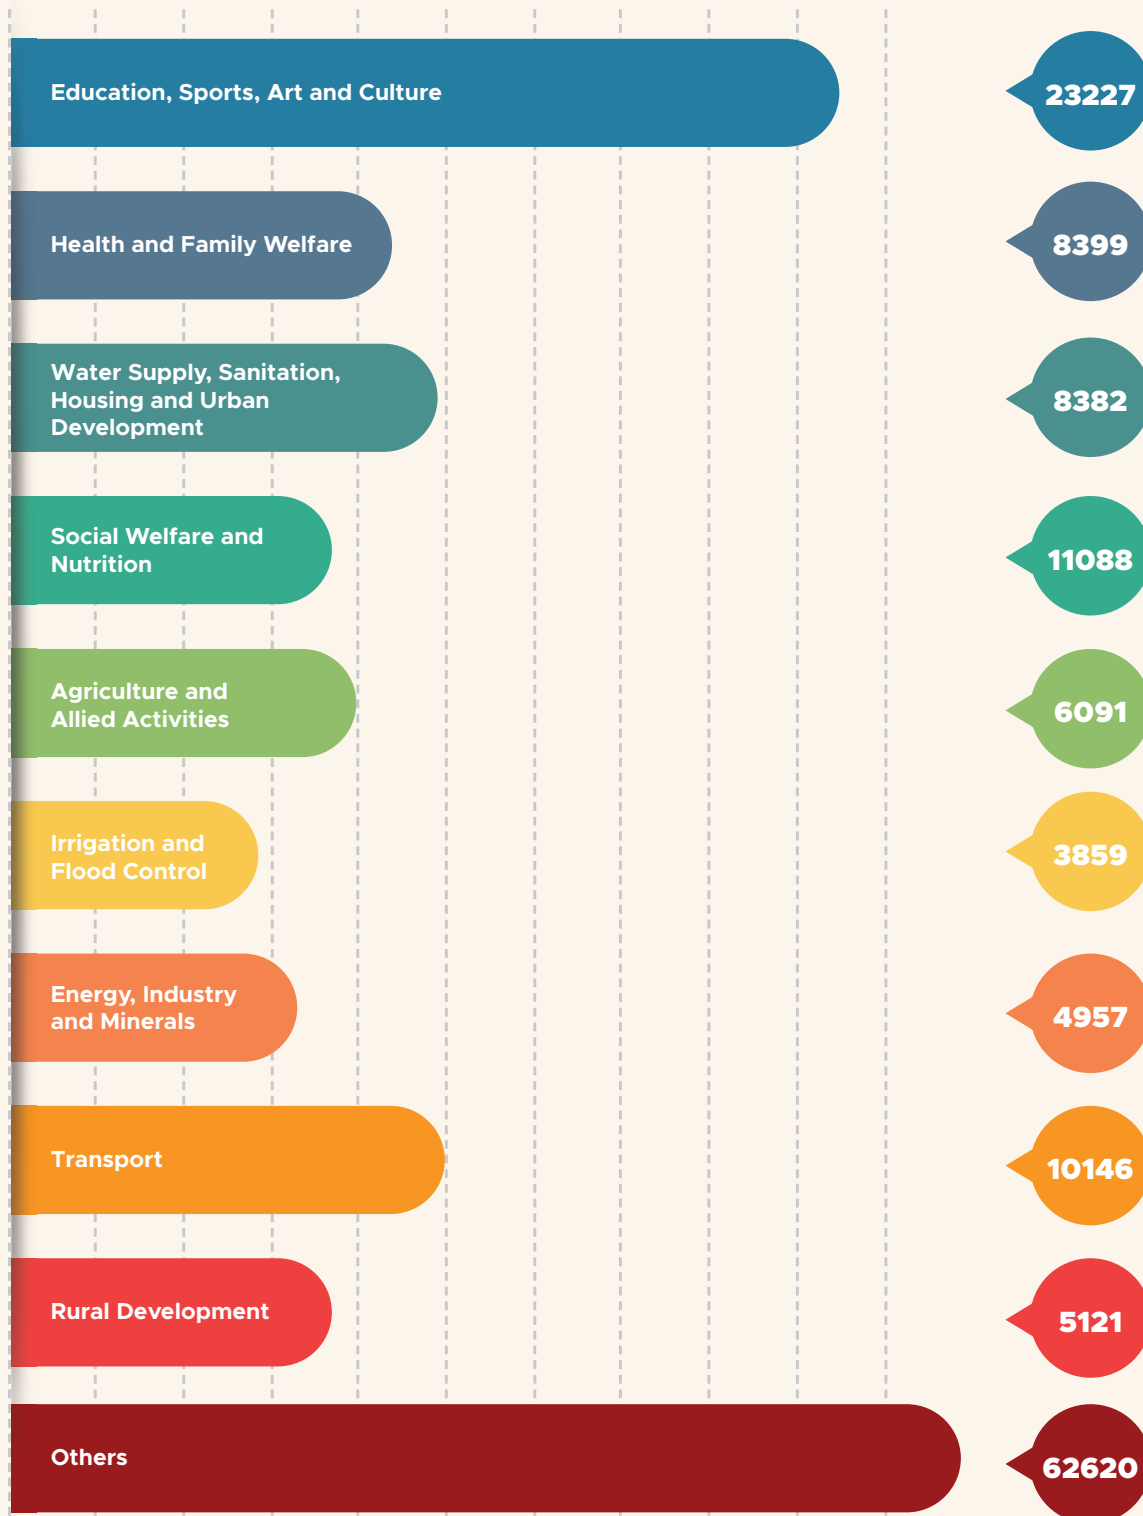 Education, Sports, Art and Culture
23227
Health and Family Welfare
8399
Water Supply, Sanitation,
Housing and Urban
Development
8382
Social Welfare and
Nutrition
11088
Agriculture and
Allied Activities
6091
Irrigation and
Flood Control
3859
Energy, Industry
and Minerals
4957
Transport
10146
Rural Development
5121
Others
62620